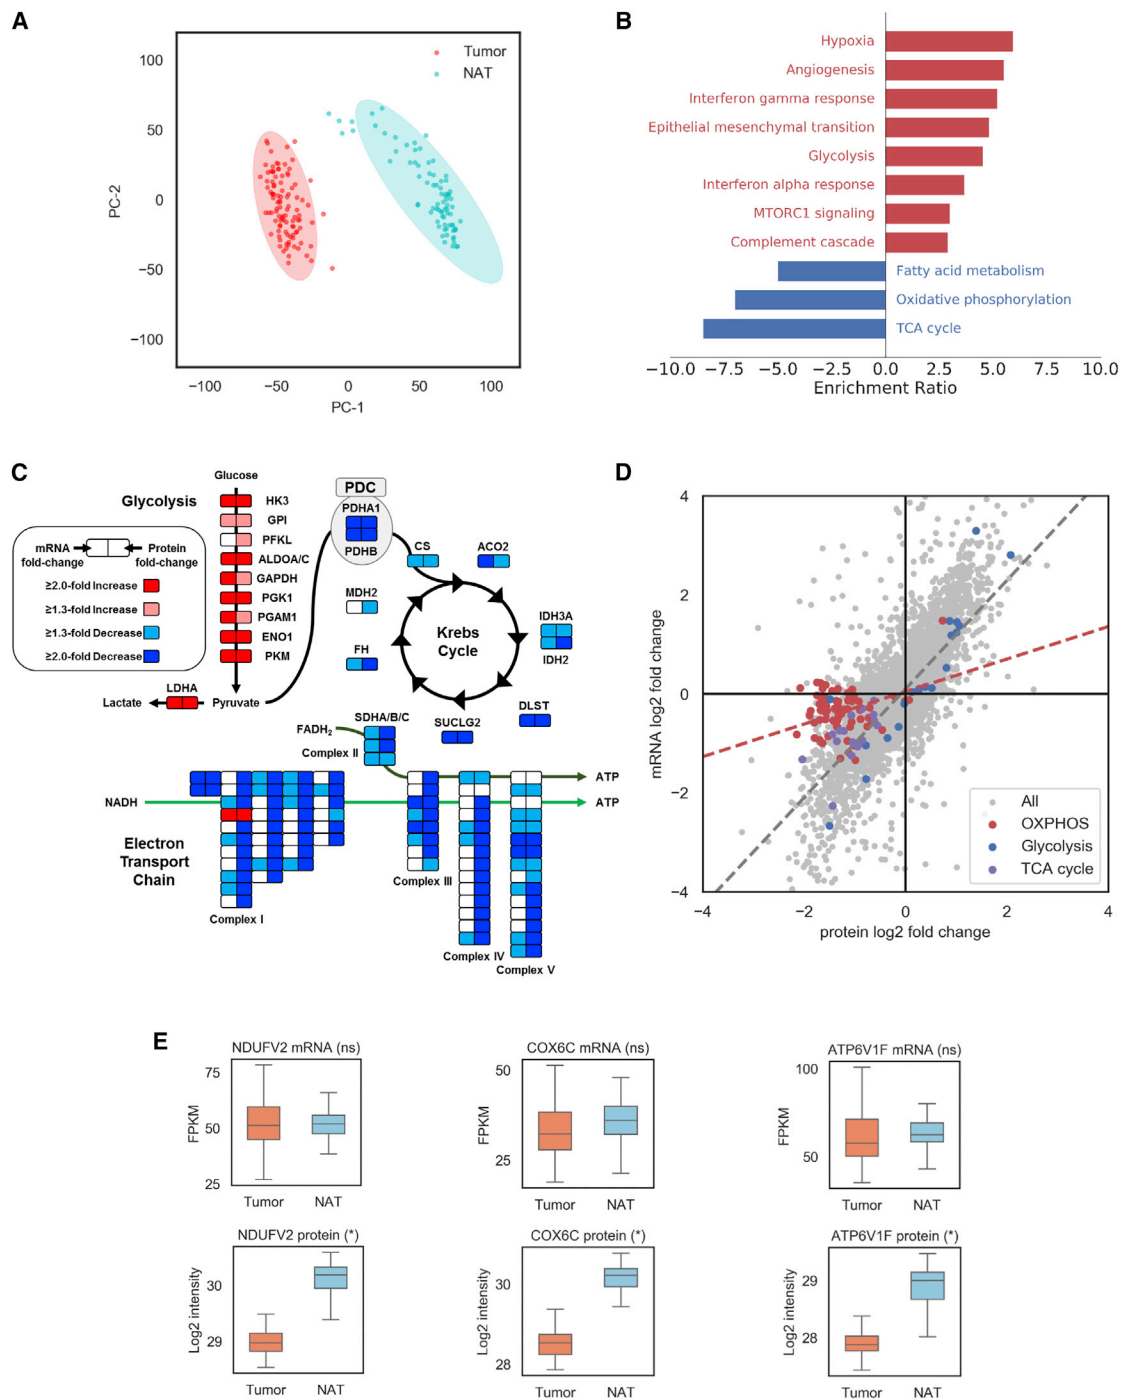 A
100
50
0
−50
−100
PC-2
Tumor
NAT
−100
−50
0
50
100
PC-1
B
Hypoxia
Angiogenesis
Interferon gamma response
Epithelial mesenchymal transition
Glycolysis
Interferon alpha response
MTORC1 signaling
Complement cascade
Fatty acid metabolism
Oxidative phosphorylation
TCA cycle
−10.0 −7.5 −5.0 −2.5 0.0 2.5 5.0 7.5 10.0
Enrichment Ratio
C
Glycolysis
Glucose
mRNA
fold-change
Protein
fold-change
≥2.0-fold Increase
≥1.3-fold Increase
≥1.3-fold Decrease
≥2.0-fold Decrease
HK3
GPI
PFKL
ALDOA/C
GAPDH
PGK1
PGAM1
ENO1
PKM
LDHA
Lactate
Pyruvate
PDC
PDHA1
PDHB
CS
ACO2
MDH2
IDH3A
IDH2
FH
Krebs
Cycle
DLST
SUCLG2
SDHA/B/C
FADH2
Complex II
ATP
NADH
ATP
Electron
Transport
Chain
Complex I
Complex III
Complex IV
Complex V
D
4
2
0
−2
−4
mRNA log2 fold change
All
OXPHOS
Glycolysis
TCA cycle
−4 −2 0 2 4
protein log2 fold change
E
NDUFV2 mRNA (ns)
75
50
25
FPKM
Tumor NAT
COX6C mRNA (ns)
50
25
FPKM
Tumor NAT
ATP6V1F mRNA (ns)
100
50
FPKM
Tumor NAT
NDUFV2 protein (*)
30
29
Log2 intensity
Tumor NAT
COX6C protein (*)
30
28
Log2 intensity
Tumor NAT
ATP6V1F protein (*)
29
28
Log2 intensity
Tumor NAT